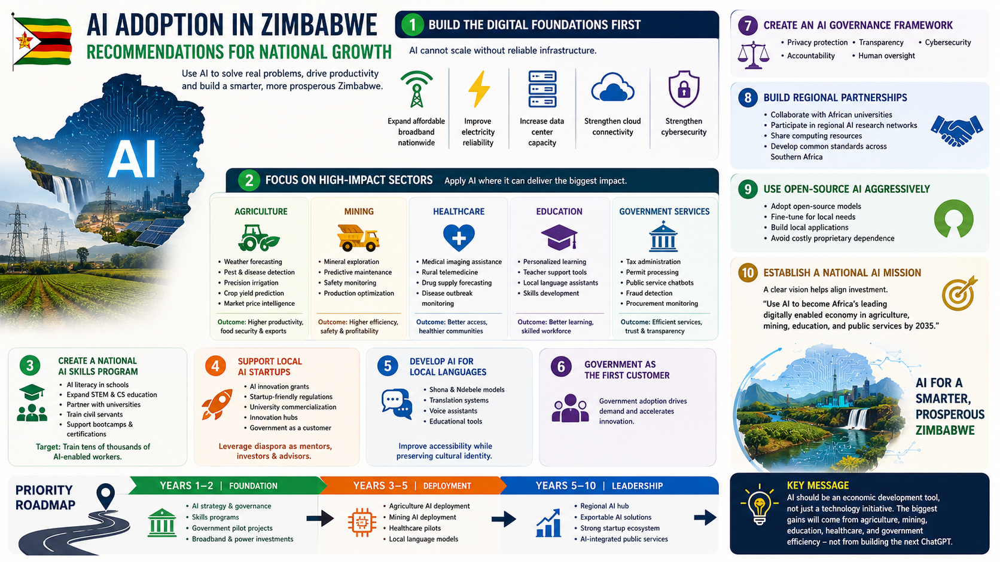 AI ADOPTION IN ZIMBABWE
RECOMMENDATIONS FOR NATIONAL GROWTH
Use AI to solve real problems, drive productivity
and build a smarter, more prosperous Zimbabwe.
AI
1 BUILD THE DIGITAL FOUNDATIONS FIRST
AI cannot scale without reliable infrastructure.
Expand affordable
broadband
nationwide
Improve
electricity
reliability
Increase data
center
capacity
Strengthen cloud
connectivity
Strengthen
cybersecurity
2 FOCUS ON HIGH-IMPACT SECTORS Apply AI where it can deliver the biggest impact.
AGRICULTURE
• Weather forecasting
• Pest & disease detection
• Precision irrigation
• Crop yield prediction
• Market price intelligence
Outcome: Higher productivity,
food security & exports
MINING
• Mineral exploration
• Predictive maintenance
• Safety monitoring
• Production optimization
Outcome: Higher efficiency,
safety & profitability
HEALTHCARE
• Medical imaging assistance
• Rural telemedicine
• Drug supply forecasting
• Disease outbreak
monitoring
Outcome: Better access,
healthier communities
EDUCATION
• Personalized learning
• Teacher support tools
• Local language assistants
• Skills development
Outcome: Better learning,
skilled workforce
GOVERNMENT SERVICES
• Tax administration
• Permit processing
• Public service chatbots
• Fraud detection
• Procurement monitoring
Outcome: Efficient services,
trust & transparency
3 CREATE A NATIONAL
AI SKILLS PROGRAM
• AI literacy in schools
• Expand STEM & CS education
• Partner with universities
• Train civil servants
• Support bootcamps &
certifications
Target: Train tens of thousands of
AI-enabled workers.
4 SUPPORT LOCAL
AI STARTUPS
• AI innovation grants
• Startup-friendly regulations
• University commercialization
• Innovation hubs
• Government as a customer
Leverage diaspora as mentors,
investors & advisors.
5 DEVELOP AI FOR
LOCAL LANGUAGES
• Shona & Ndebele models
• Translation systems
• Voice assistants
• Educational tools
Improve accessibility while
preserving cultural identity.
6 GOVERNMENT AS
THE FIRST CUSTOMER
Government adoption drives
demand and accelerates
innovation.
7 CREATE AN AI GOVERNANCE FRAMEWORK
• Privacy protection • Transparency • Cybersecurity
• Accountability • Human oversight
8 BUILD REGIONAL PARTNERSHIPS
• Collaborate with African universities
• Participate in regional AI research networks
• Share computing resources
• Develop common standards across
Southern Africa
9 USE OPEN-SOURCE AI AGGRESSIVELY
• Adopt open-source models
• Fine-tune for local needs
• Build local applications
• Avoid costly proprietary dependence
10 ESTABLISH A NATIONAL AI MISSION
A clear vision helps align investment.
“Use AI to become Africa’s leading
digitally enabled economy in agriculture,
mining, education, and public services by 2035.”
AI FOR A
SMARTER,
PROSPEROUS
ZIMBABWE
PRIORITY
ROADMAP
YEARS 1–2 | FOUNDATION
• AI strategy & governance
• Skills programs
• Government pilot projects
• Broadband & power investments
YEARS 3–5 | DEPLOYMENT
• Agriculture AI deployment
• Mining AI deployment
• Healthcare pilots
• Local language models
YEARS 5–10 | LEADERSHIP
• Regional AI hub
• Exportable AI solutions
• Strong startup ecosystem
• AI-integrated public services
KEY MESSAGE
AI should be an economic development tool,
not just a technology initiative. The biggest
gains will come from agriculture, mining,
education, healthcare, and government
efficiency – not from building the next ChatGPT.